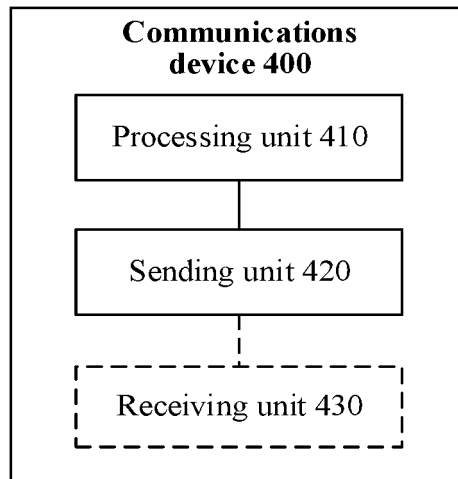 Communications
device 400
Processing unit 410
Sending unit 420
Receiving unit 430